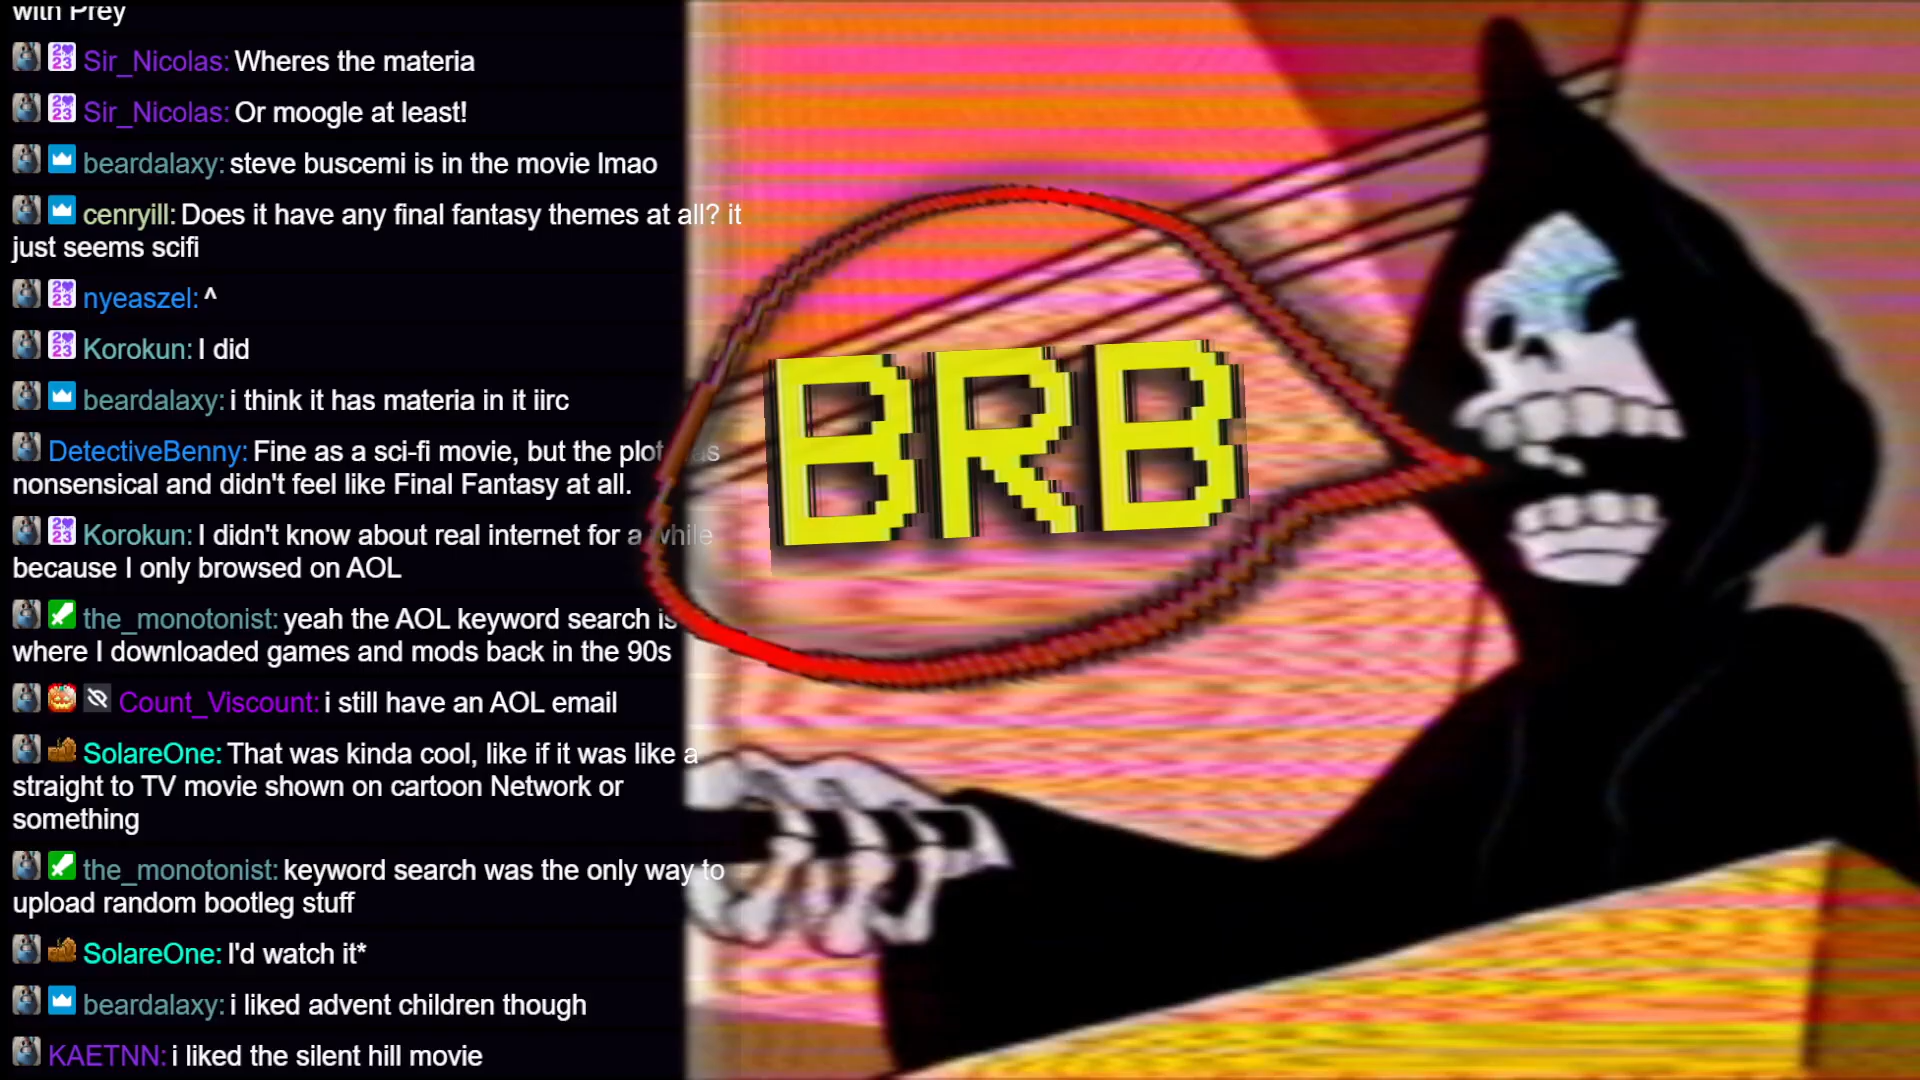 with Prey
Sir_Nicolas: Wheres the materia
Sir_Nicolas: Or moogle at least!
beardalaxy: steve buscemi is in the movie lmao
cenryill: Does it have any final fantasy themes at all? it
just seems scifi
nyeaszel: ^
Korokun: I did
beardalaxy: i think it has materia in it iirc
DetectiveBenny: Fine as a sci-fi movie, but the plot was
nonsensical and didn't feel like Final Fantasy at all.
Korokun: I didn't know about real internet for a while
because I only browsed on AOL
the_monotonist: yeah the AOL keyword search is
where I downloaded games and mods back in the 90s
Count_Viscount: i still have an AOL email
SolareOne: That was kinda cool, like if it was like a
straight to TV movie shown on cartoon Network or
something
the_monotonist: keyword search was the only way to
upload random bootleg stuff
SolareOne: I'd watch it*
beardalaxy: i liked advent children though
KAETNN: i liked the silent hill movie
BRB